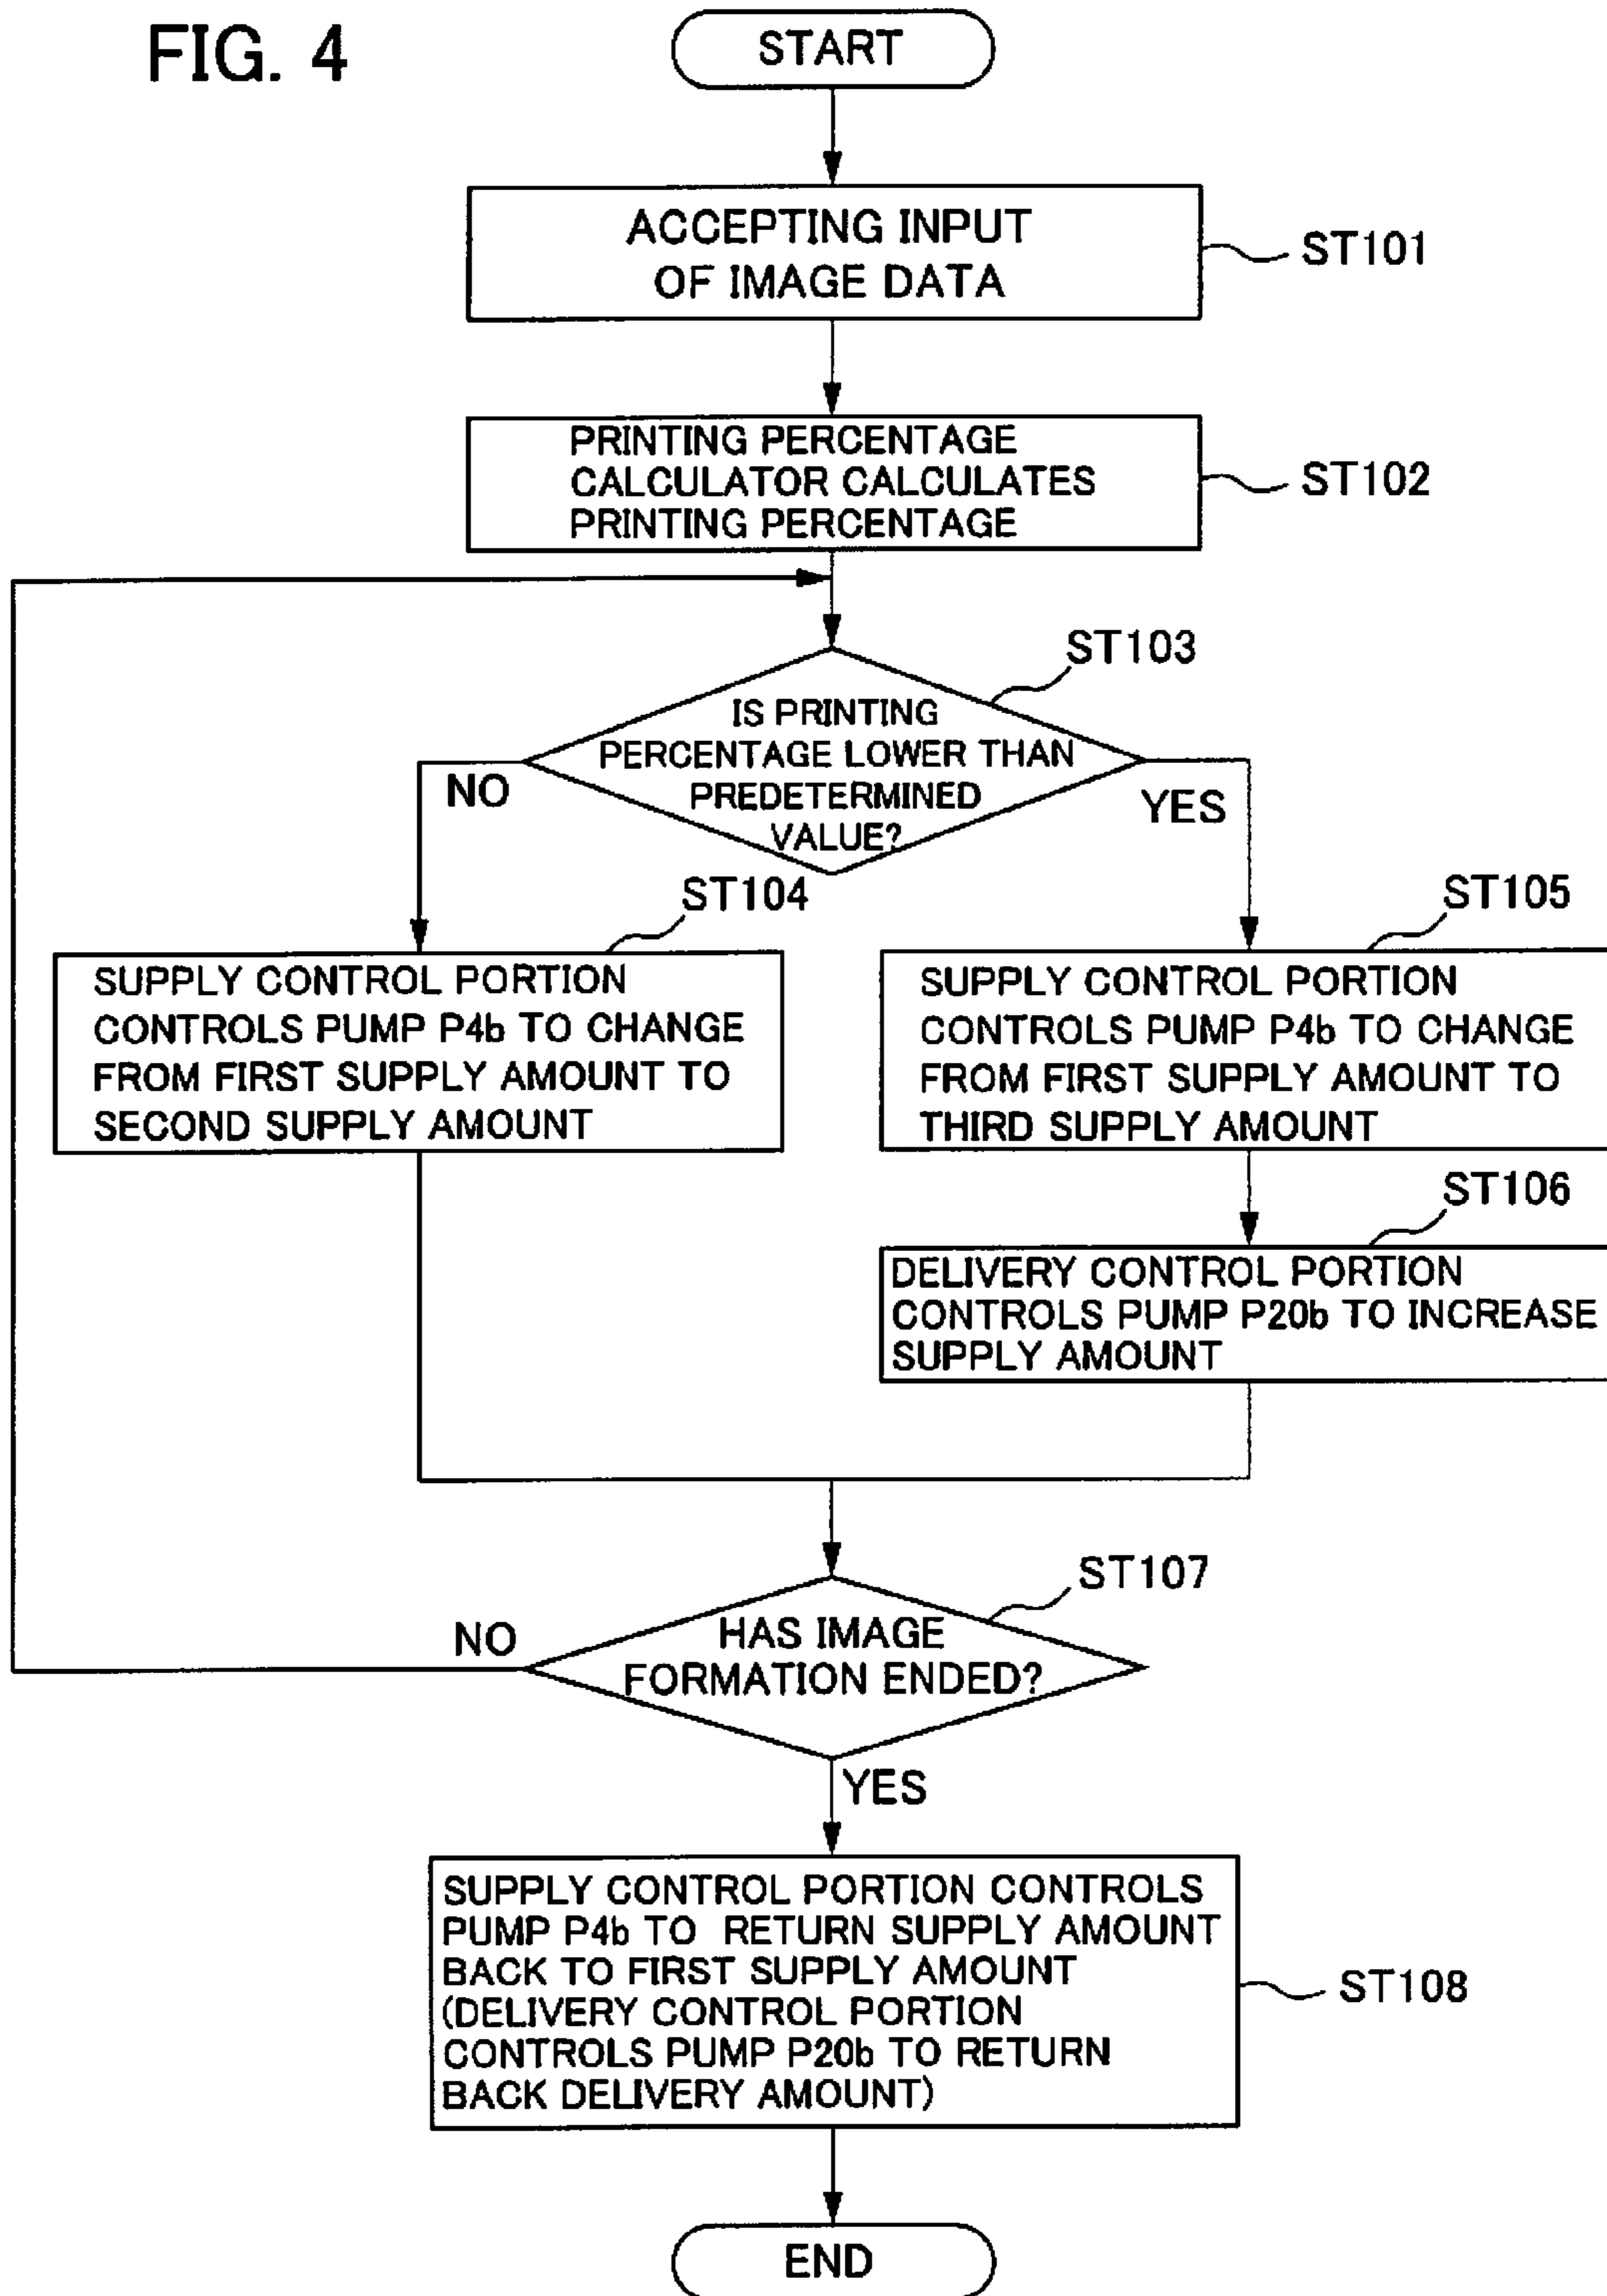 FIG. 4
START
ACCEPTING INPUT
OF IMAGE DATA
ST101
PRINTING PERCENTAGE
CALCULATOR CALCULATES
PRINTING PERCENTAGE
ST102
ST103
IS PRINTING
PERCENTAGE LOWER THAN
PREDETERMINED
VALUE?
NO
YES
ST104
SUPPLY CONTROL PORTION
CONTROLS PUMP P4b TO CHANGE
FROM FIRST SUPPLY AMOUNT TO
SECOND SUPPLY AMOUNT
ST105
SUPPLY CONTROL PORTION
CONTROLS PUMP P4b TO CHANGE
FROM FIRST SUPPLY AMOUNT TO
THIRD SUPPLY AMOUNT
ST106
DELIVERY CONTROL PORTION
CONTROLS PUMP P20b TO INCREASE
SUPPLY AMOUNT
ST107
HAS IMAGE
FORMATION ENDED?
NO
YES
SUPPLY CONTROL PORTION CONTROLS
PUMP P4b TO RETURN SUPPLY AMOUNT
BACK TO FIRST SUPPLY AMOUNT
(DELIVERY CONTROL PORTION
CONTROLS PUMP P20b TO RETURN
BACK DELIVERY AMOUNT)
ST108
END